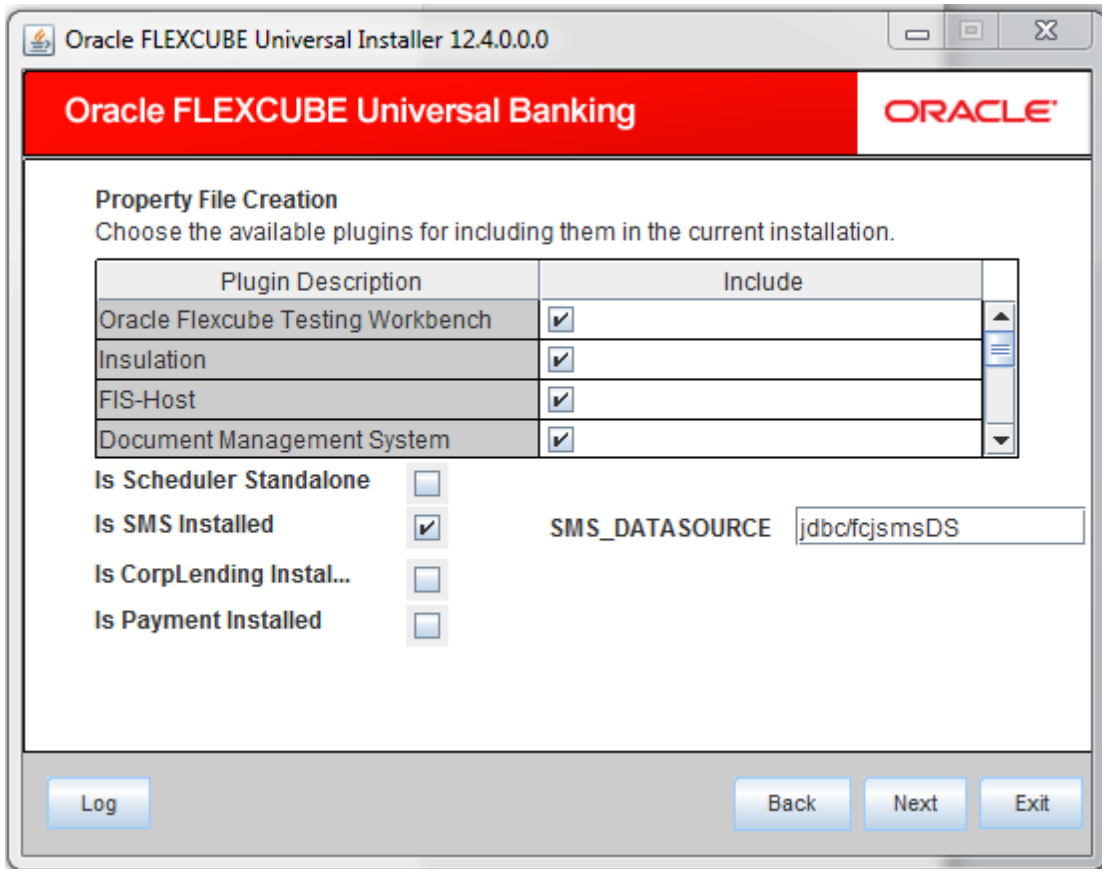 Oracle FLEXCUBE Universal Installer 12.4.0.0.0
Oracle FLEXCUBE Universal Banking
ORACLE
Property File Creation
Choose the available plugins for including them in the current installation.
Plugin Description Include
Oracle Flexcube Testing Workbench
Insulation
FIS-Host
Document Management System
Is Scheduler Standalone
Is SMS Installed SMS_DATASOURCE jdbc/fcjsmsDS
Is CorpLending Instal...
Is Payment Installed
Log Back Next Exit